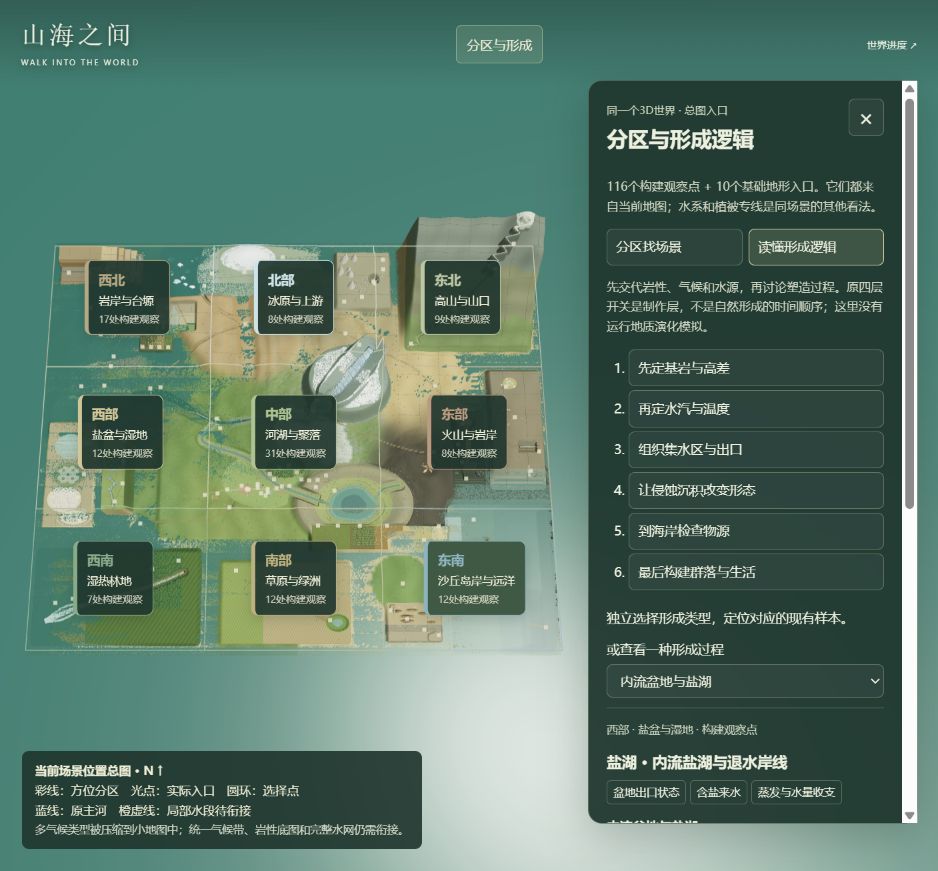 山海之间
WALK INTO THE WORLD
分区与形成
世界进度 ↗
西北
岩岸与台塬
17处构建观察
北部
冰原与上游
8处构建观察
东北
高山与山口
9处构建观察
西部
盐盆与湿地
12处构建观察
中部
河湖与聚落
31处构建观察
东部
火山与岩岸
8处构建观察
西南
湿热林地
7处构建观察
南部
草原与绿洲
12处构建观察
东南
沙丘岛岸与远洋
12处构建观察
当前场景位置总图 · N ↑
彩线：方位分区 光点：实际入口 圆环：选择点
蓝线：原主河 橙虚线：局部水段待衔接
多气候类型被压缩到小地图中；统一气候带、岩性底图和完整水网仍需衔接。
同一个3D世界 · 总图入口
分区与形成逻辑
×
116个构建观察点 + 10个基础地形入口。它们都来
自当前地图；水系和植被专线是同场景的其他看法。
分区找场景
读懂形成逻辑
先交代岩性、气候和水源，再讨论塑造过程。原四层
开关是制作层，不是自然形成的时间顺序；这里没有
运行地质演化模拟。
1. 先定基岩与高差
2. 再定水汽与温度
3. 组织集水区与出口
4. 让侵蚀沉积改变形态
5. 到海岸检查物源
6. 最后构建群落与生活
独立选择形成类型，定位对应的现有样本。
或查看一种形成过程
内流盆地与盐湖
西部 · 盐盆与湿地 · 构建观察点
盐湖 · 内流盐湖与退水岸线
盆地出口状态
含盐来水
蒸发与水量收支